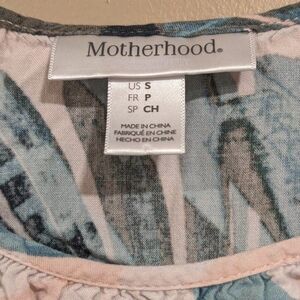 Motherhood®
US S
FR P
SP CH
MADE IN CHINA
FABRIQUÉ EN CHINE
HECHO EN CHINA